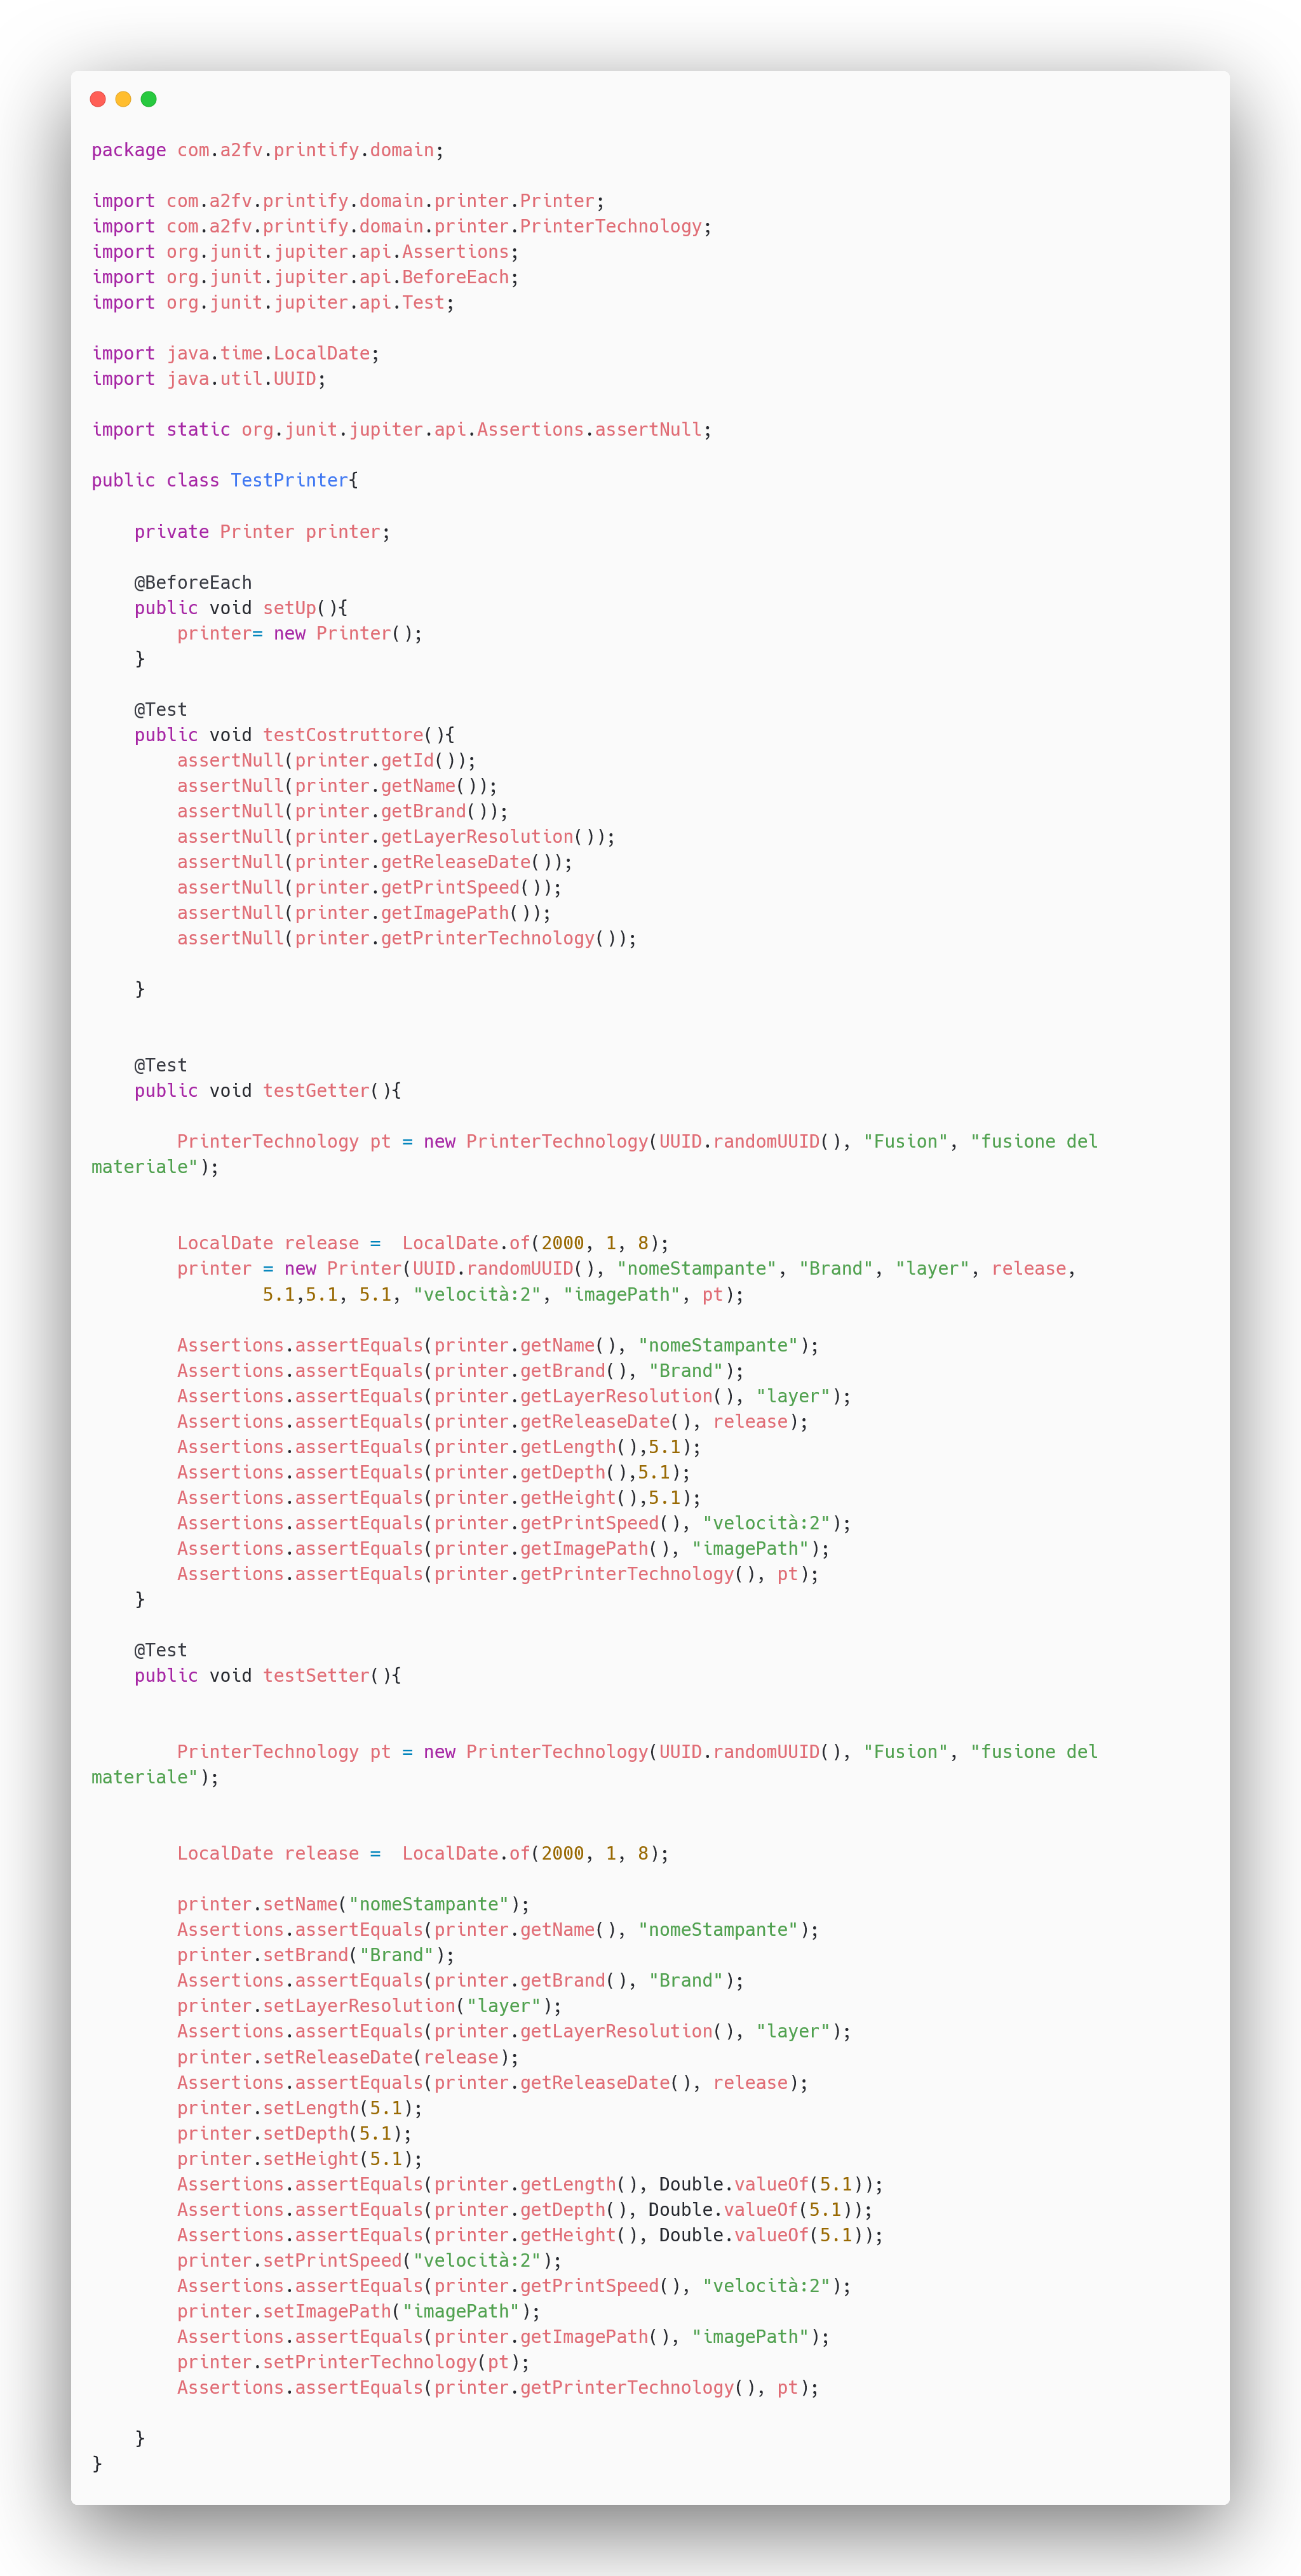 package com.a2fv.printify.domain;

import com.a2fv.printify.domain.printer.Printer;
import com.a2fv.printify.domain.printer.PrinterTechnology;
import org.junit.jupiter.api.Assertions;
import org.junit.jupiter.api.BeforeEach;
import org.junit.jupiter.api.Test;

import java.time.LocalDate;
import java.util.UUID;

import static org.junit.jupiter.api.Assertions.assertNull;

public class TestPrinter{

    private Printer printer;

    @BeforeEach
    public void setUp(){
        printer= new Printer();
    }

    @Test
    public void testCostruttore(){
        assertNull(printer.getId());
        assertNull(printer.getName());
        assertNull(printer.getBrand());
        assertNull(printer.getLayerResolution());
        assertNull(printer.getReleaseDate());
        assertNull(printer.getPrintSpeed());
        assertNull(printer.getImagePath());
        assertNull(printer.getPrinterTechnology());

    }


    @Test
    public void testGetter(){

        PrinterTechnology pt = new PrinterTechnology(UUID.randomUUID(), "Fusion", "fusione del
materiale");


        LocalDate release =  LocalDate.of(2000, 1, 8);
        printer = new Printer(UUID.randomUUID(), "nomeStampante", "Brand", "layer", release,
                5.1,5.1, 5.1, "velocità:2", "imagePath", pt);

        Assertions.assertEquals(printer.getName(), "nomeStampante");
        Assertions.assertEquals(printer.getBrand(), "Brand");
        Assertions.assertEquals(printer.getLayerResolution(), "layer");
        Assertions.assertEquals(printer.getReleaseDate(), release);
        Assertions.assertEquals(printer.getLength(),5.1);
        Assertions.assertEquals(printer.getDepth(),5.1);
        Assertions.assertEquals(printer.getHeight(),5.1);
        Assertions.assertEquals(printer.getPrintSpeed(), "velocità:2");
        Assertions.assertEquals(printer.getImagePath(), "imagePath");
        Assertions.assertEquals(printer.getPrinterTechnology(), pt);
    }

    @Test
    public void testSetter(){


        PrinterTechnology pt = new PrinterTechnology(UUID.randomUUID(), "Fusion", "fusione del
materiale");


        LocalDate release =  LocalDate.of(2000, 1, 8);

        printer.setName("nomeStampante");
        Assertions.assertEquals(printer.getName(), "nomeStampante");
        printer.setBrand("Brand");
        Assertions.assertEquals(printer.getBrand(), "Brand");
        printer.setLayerResolution("layer");
        Assertions.assertEquals(printer.getLayerResolution(), "layer");
        printer.setReleaseDate(release);
        Assertions.assertEquals(printer.getReleaseDate(), release);
        printer.setLength(5.1);
        printer.setDepth(5.1);
        printer.setHeight(5.1);
        Assertions.assertEquals(printer.getLength(), Double.valueOf(5.1));
        Assertions.assertEquals(printer.getDepth(), Double.valueOf(5.1));
        Assertions.assertEquals(printer.getHeight(), Double.valueOf(5.1));
        printer.setPrintSpeed("velocità:2");
        Assertions.assertEquals(printer.getPrintSpeed(), "velocità:2");
        printer.setImagePath("imagePath");
        Assertions.assertEquals(printer.getImagePath(), "imagePath");
        printer.setPrinterTechnology(pt);
        Assertions.assertEquals(printer.getPrinterTechnology(), pt);

    }
}